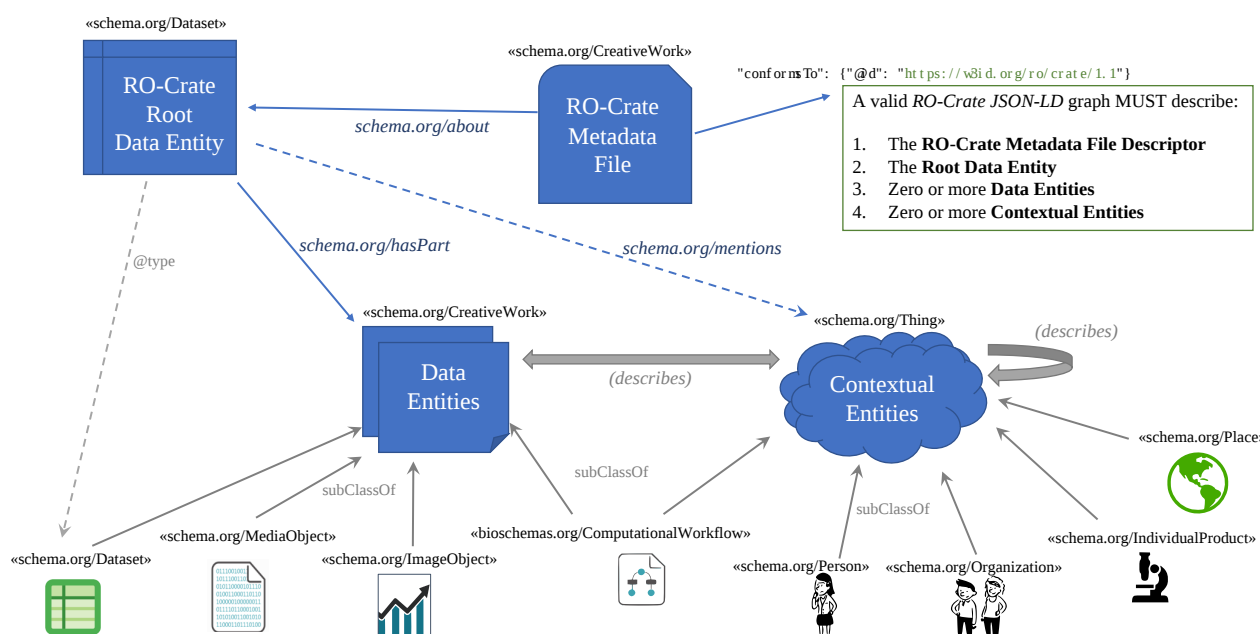 «schema.org/Dataset»
«schema.org/CreativeWork»
"conformsTo": {"@id": "https://w3id.org/ro/crate/1.1"}
RO-Crate
Root
Data Entity
RO-Crate
Metadata
File
schema.org/about
A valid RO-Crate JSON-LD graph MUST describe:
1. The RO-Crate Metadata File Descriptor
2. The Root Data Entity
3. Zero or more Data Entities
4. Zero or more Contextual Entities
schema.org/hasPart
schema.org/mentions
@type
«schema.org/CreativeWork»
«schema.org/Thing»
(describes)
Data
Entities
(describes)
Contextual
Entities
«schema.org/Place
subClassOf
subClassOf
subClassOf
«schema.org/Dataset»
«schema.org/MediaObject»
«schema.org/ImageObject»
«bioschemas.org/ComputationalWorkflow»
«schema.org/Person»
«schema.org/Organization»
«schema.org/IndividualProduct»